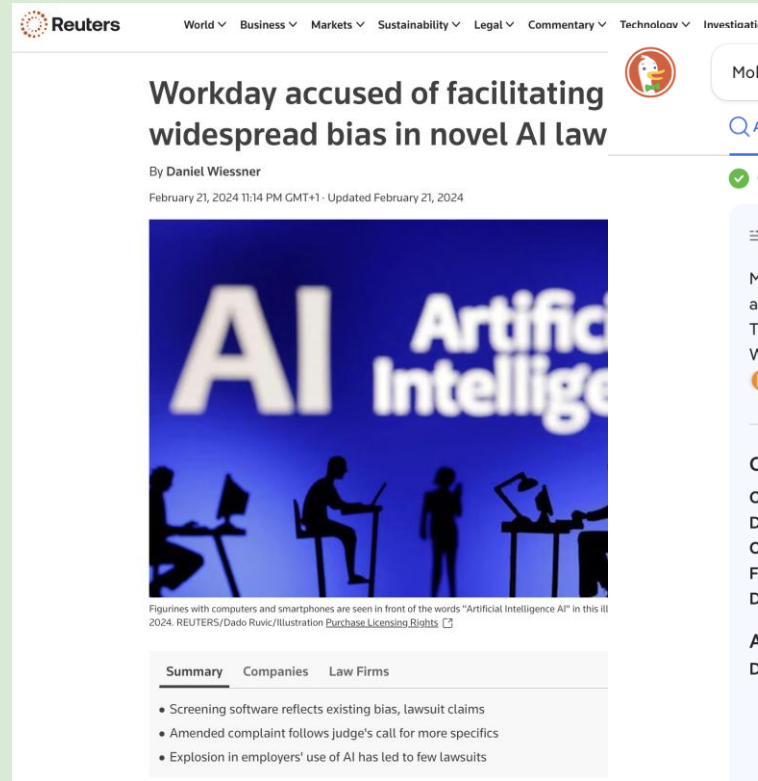 Reuters
World Business Markets Sustainability Legal Commentary Technology
Workday accused of facilitating
widespread bias in novel AI law
By Daniel Wiessner
February 21, 2024 11:14 PM GMT+1 · Updated February 21, 2024
AI Artific
Intellige
Figurines with computers and smartphones are seen in front of the words "Artificial Intelligence AI" in this ill
2024. REUTERS/Dado Ruvic/Illustration Purchase Licensing Rights
Summary Companies Law Firms
• Screening software reflects existing bias, lawsuit claims
• Amended complaint follows judge's call for more specifics
• Explosion in employers' use of AI has led to few lawsuits